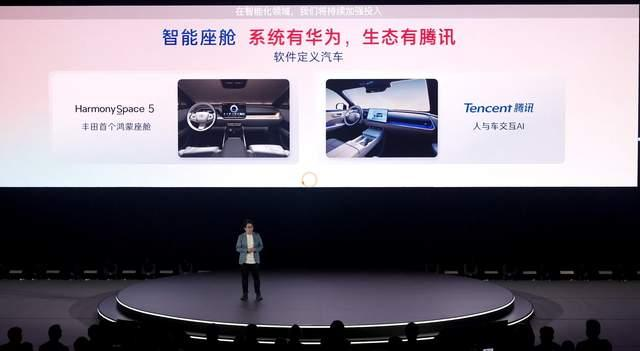 在智能化领域，我们将持续加强投入
智能座舱 系统有华为，生态有腾讯
软件定义汽车
HarmonySpace 5
丰田首个鸿蒙座舱
Tencent 腾讯
人与车交互AI